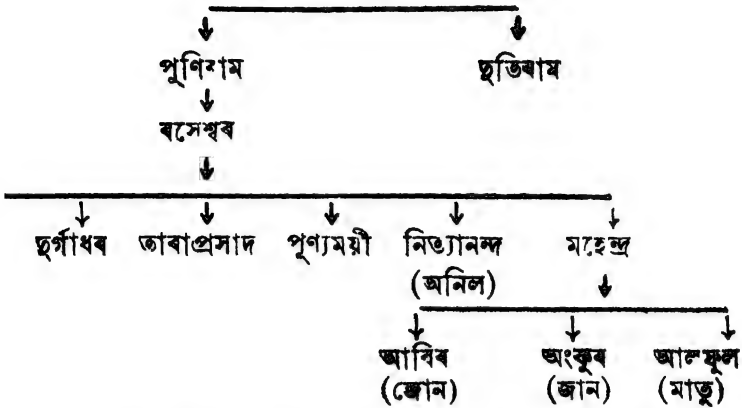 পুণিৰাম দুতিৰাম
ৰসেশ্বৰ
দুৰ্গাধৰ তাৰাপ্ৰসাদ পূণ্যময়ী নিত্যানন্দ মহেন্দ্ৰ
(অনিল)
আবিৰ অংকুৰ আলফুল
(জোন) (জান) (মাতু)